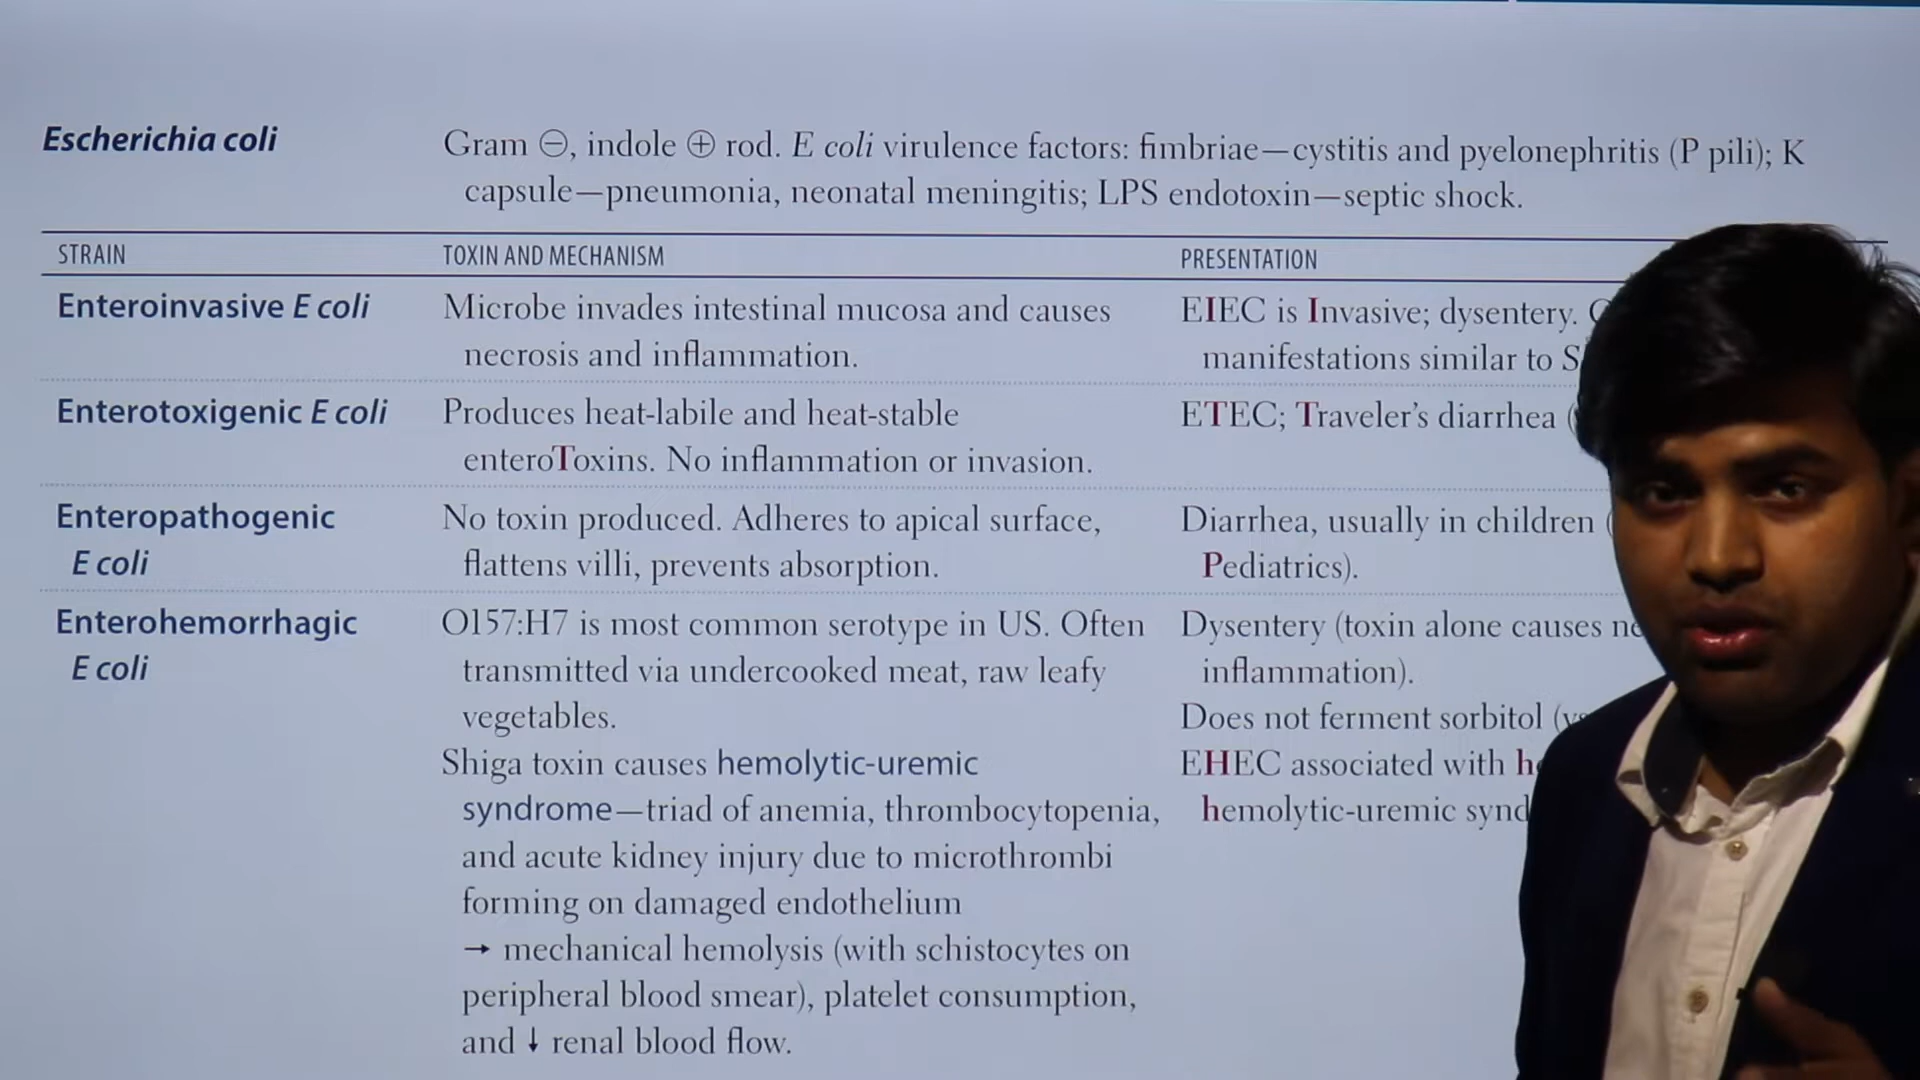 Escherichia coli
Gram ⊖, indole ⊕ rod. E coli virulence factors: fimbriae—cystitis and pyelonephritis (P pili); K
capsule—pneumonia, neonatal meningitis; LPS endotoxin—septic shock.
STRAIN
TOXIN AND MECHANISM
PRESENTATION
Enteroinvasive E coli
Microbe invades intestinal mucosa and causes
necrosis and inflammation.
EIEC is Invasive; dysentery.
manifestations similar to
Enterotoxigenic E coli
Produces heat-labile and heat-stable
enteroToxins. No inflammation or invasion.
ETEC; Traveler's diarrhea (
Enteropathogenic
E coli
No toxin produced. Adheres to apical surface,
flattens villi, prevents absorption.
Diarrhea, usually in children (
Pediatrics).
Enterohemorrhagic
E coli
O157:H7 is most common serotype in US. Often
transmitted via undercooked meat, raw leafy
vegetables.
Shiga toxin causes hemolytic-uremic
syndrome—triad of anemia, thrombocytopenia,
and acute kidney injury due to microthrombi
forming on damaged endothelium
→ mechanical hemolysis (with schistocytes on
peripheral blood smear), platelet consumption,
and ↓ renal blood flow.
Dysentery (toxin alone causes
inflammation).
Does not ferment sorbitol (
EHEC associated with
hemolytic-uremic